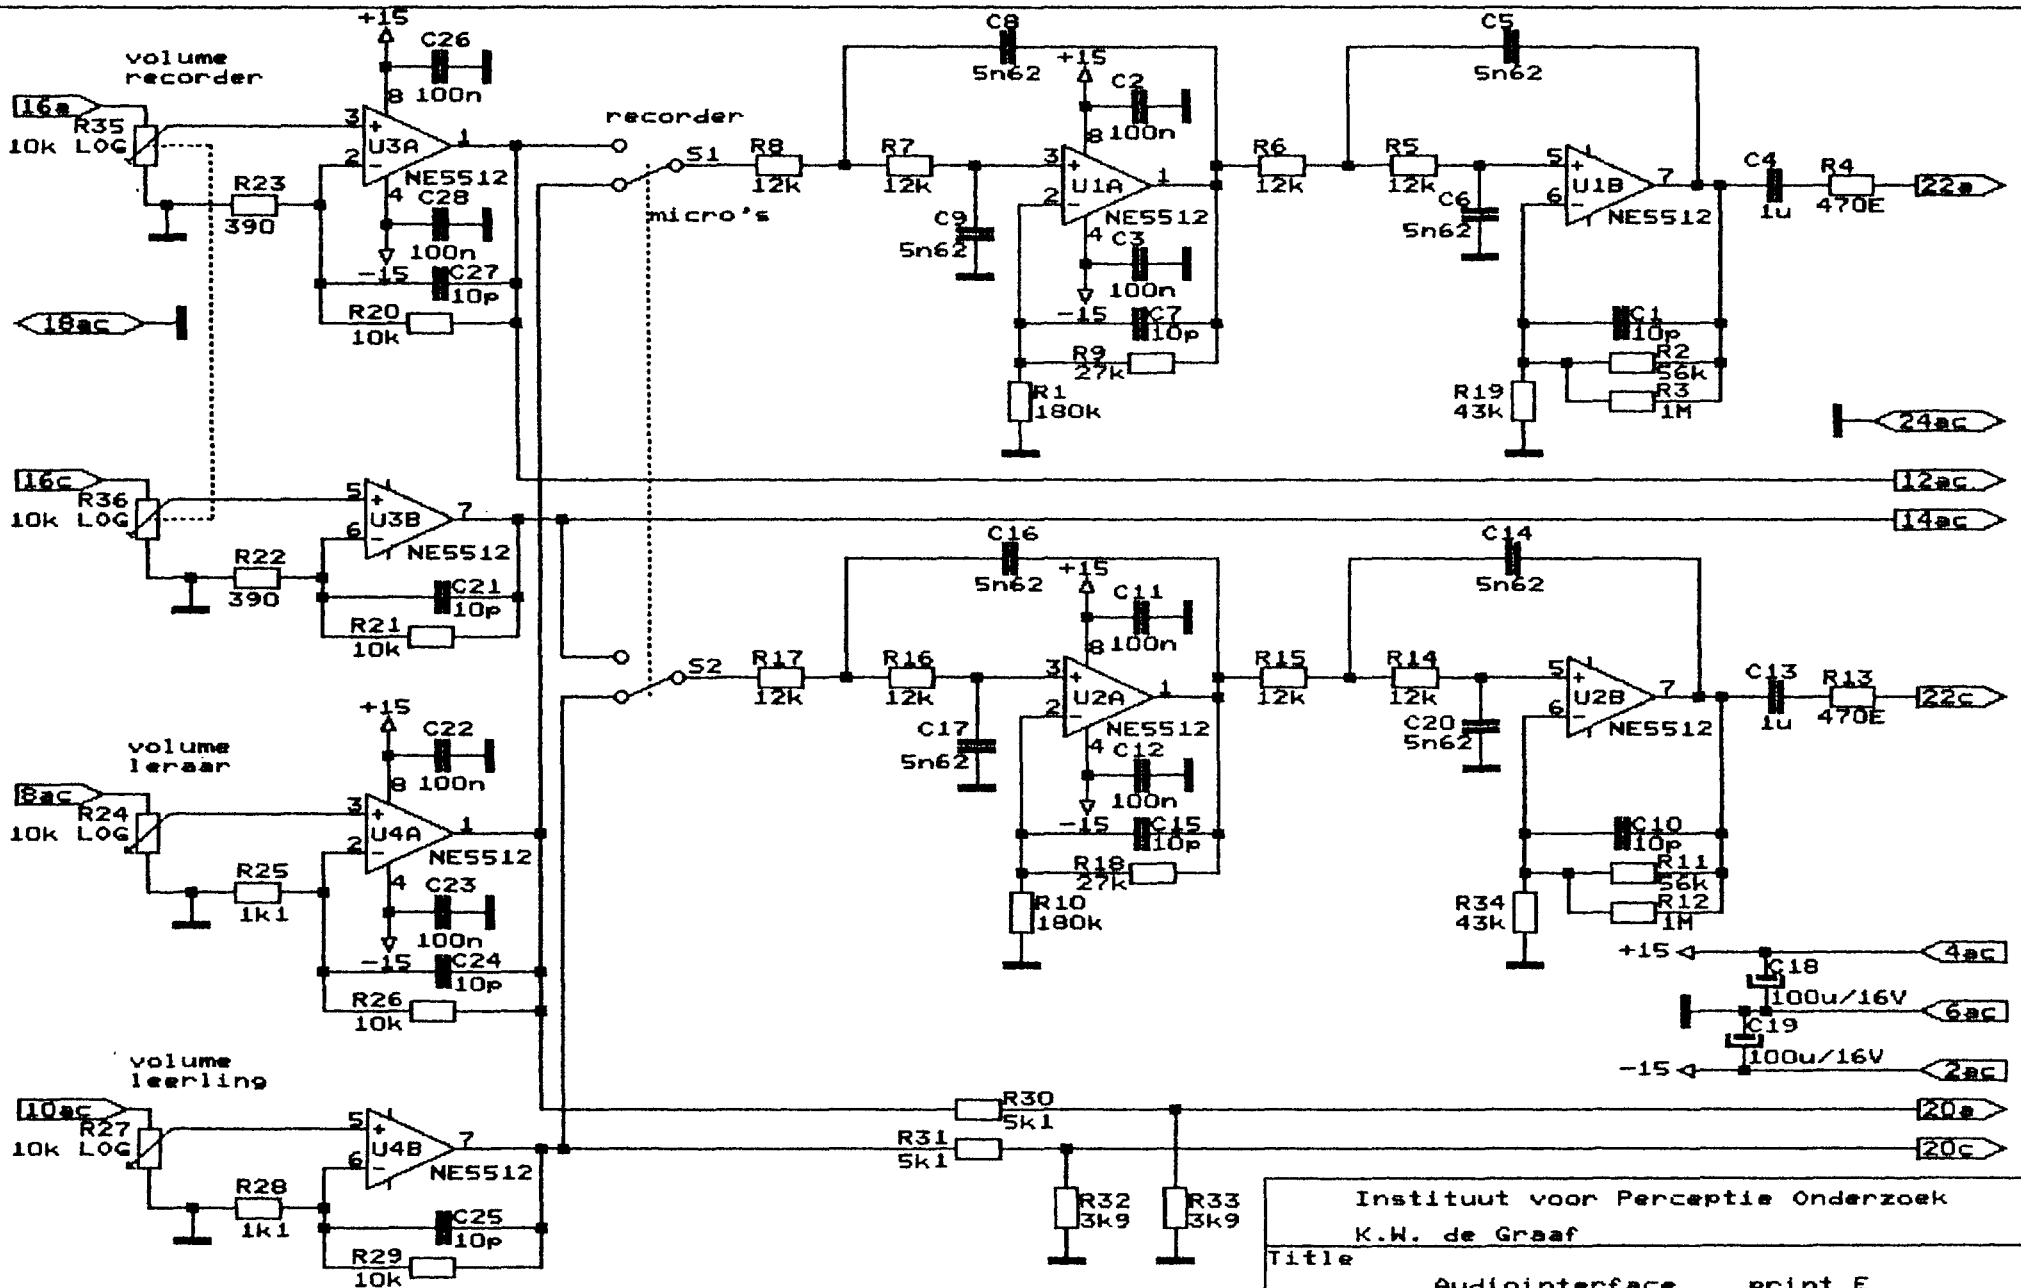 +15
C26
100n
8
volume
recorder
16a
R35
10k LOG
3
+
2
-
U3A
1
NE5512
4
C28
100n
-15
R23
390
C27
10p
R20
10k
18ac
recorder
S1
micro's
R8
12k
R7
12k
C8
5n62
+15
C2
100n
8
3
+
2
-
U1A
1
NE5512
4
C3
100n
-15
C9
5n62
C7
10p
R9
27k
R1
180k
R6
12k
R5
12k
C5
5n62
C6
5n62
5
+
6
-
U1B
7
NE5512
C4
1u
R4
470E
22a
C1
10p
R2
56k
R3
1M
R19
43k
24ac
12ac
14ac
16c
R36
10k LOG
5
+
6
-
U3B
7
NE5512
R22
390
C21
10p
R21
10k
S2
R17
12k
R16
12k
C16
5n62
+15
C11
100n
8
3
+
2
-
U2A
1
NE5512
4
C12
100n
-15
C17
5n62
C15
10p
R18
27k
R10
180k
R15
12k
R14
12k
C14
5n62
C20
5n62
5
+
6
-
U2B
7
NE5512
C13
1u
R13
470E
22c
C10
10p
R11
56k
R12
1M
R34
43k
+15
C22
100n
8
volume
leraar
8ac
R24
10k LOG
3
+
2
-
U4A
1
NE5512
4
C23
100n
-15
R25
1k1
C24
10p
R26
10k
+15
4ac
C18
100u/16V
6ac
C19
100u/16V
-15
2ac
volume
leerling
10ac
R27
10k LOG
5
+
6
-
U4B
7
NE5512
R28
1k1
C25
10p
R29
10k
R30
5k1
20a
R31
5k1
20c
R32
3k9
R33
3k9
Instituut voor Perceptie Onderzoek
K.W. de Graaf
Title
Audiointerface print E